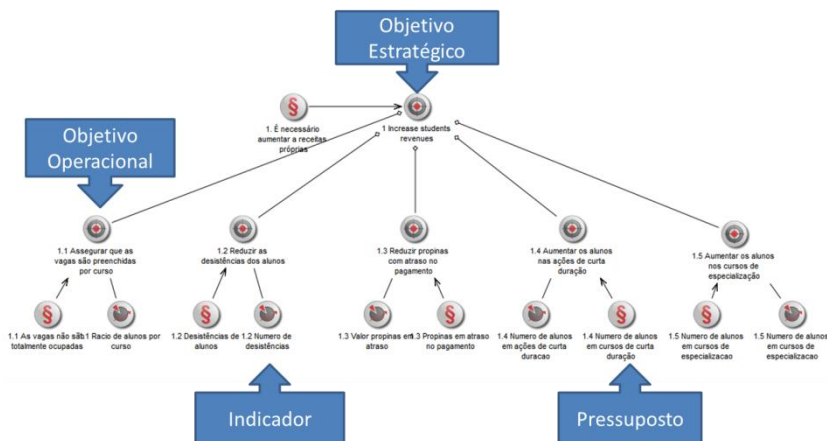 Objetivo
Estratégico
Objetivo
Operacional
1. É necessário
aumentar a receitas
próprias
1 Increase students
revenues
1.1 Assegurar que as
vagas são preenchidas
por curso
1.2 Reduzir as
desistências dos alunos
1.3 Reduzir propinas
com atraso no
pagamento
1.4 Aumentar os alunos
nas ações de curta
duração
1.5 Aumentar os alunos
nos cursos de
especialização
1.1 As vagas não são
totalmente ocupadas
1 Racio de alunos por
curso
1.2 Desistências de
alunos
1.2 Numero de
desistências
1.3 Valor propinas em
atraso
1.3 Propinas em atraso
no pagamento
1.4 Numero de alunos
em ações de curta
duracao
1.4 Numero de alunos
em cursos de curta
duração
1.5 Numero de alunos
em cursos de
especializacao
1.5 Numero de alunos
em cursos de
especializacao
Indicador
Pressuposto